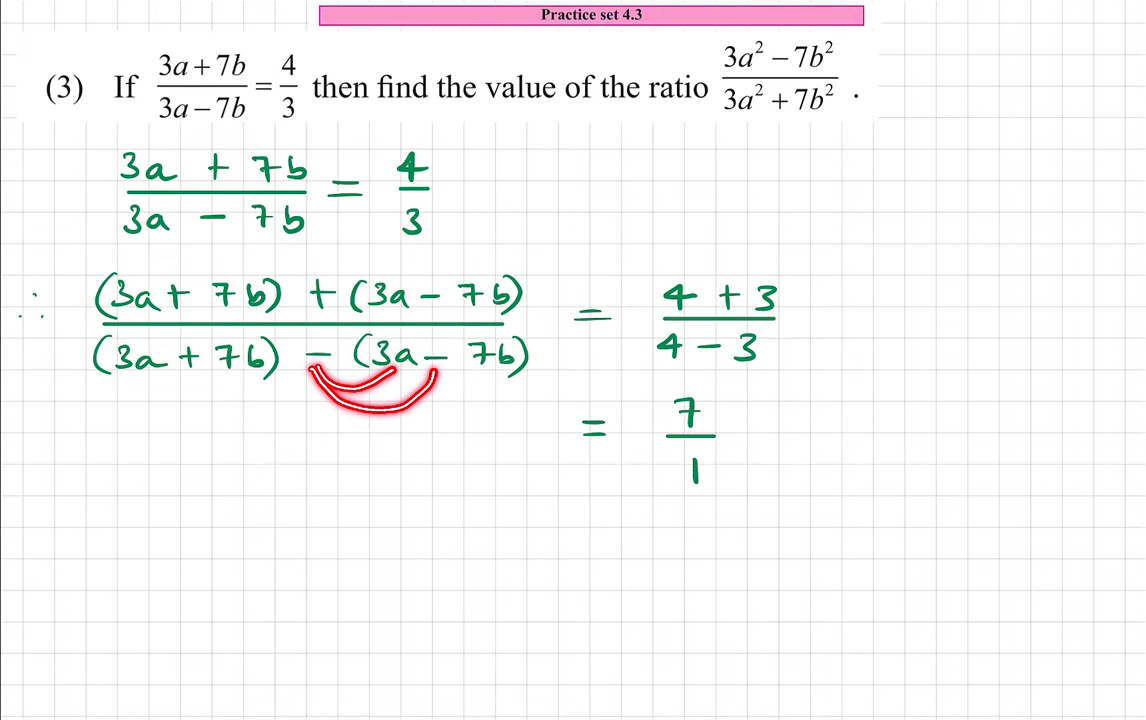 Practice set 4.3
(3) If (3a + 7b)/(3a − 7b) = 4/3 then find the value of the ratio (3a² − 7b²)/(3a² + 7b²) .
(3a + 7b)/(3a − 7b) = 4/3
∴ ((3a + 7b) + (3a − 7b))/((3a + 7b) − (3a − 7b)) = (4 + 3)/(4 − 3)
= 7/1